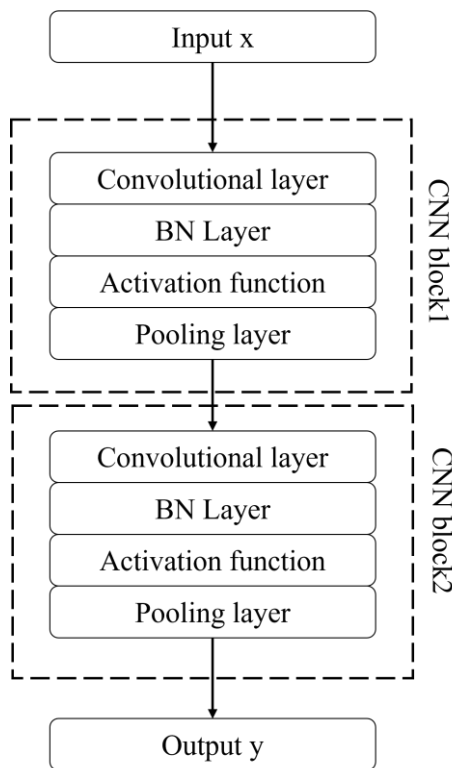 Input x
Convolutional layer
BN Layer
Activation function
Pooling layer
CNN block1
Convolutional layer
BN Layer
Activation function
Pooling layer
CNN block2
Output y